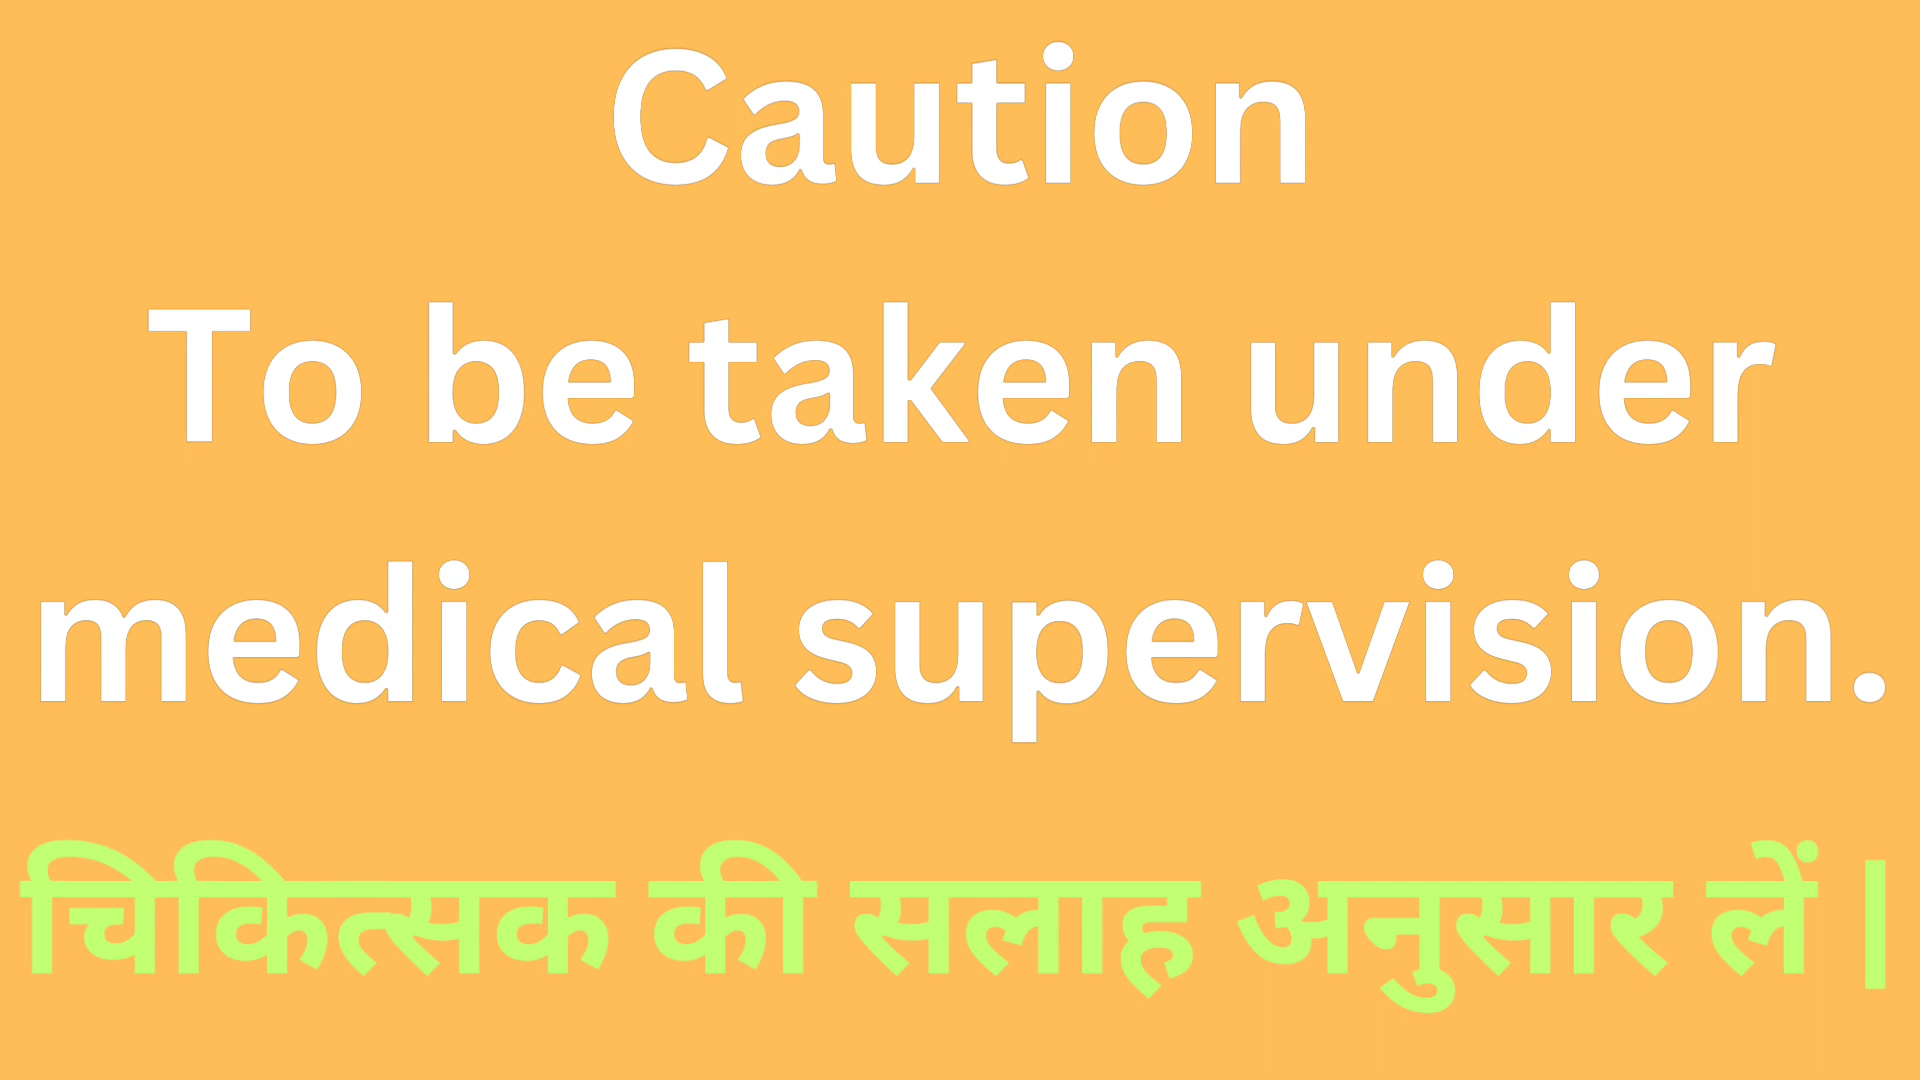 Caution
To be taken under
medical supervision.
चिकित्सक की सलाह अनुसार लें |